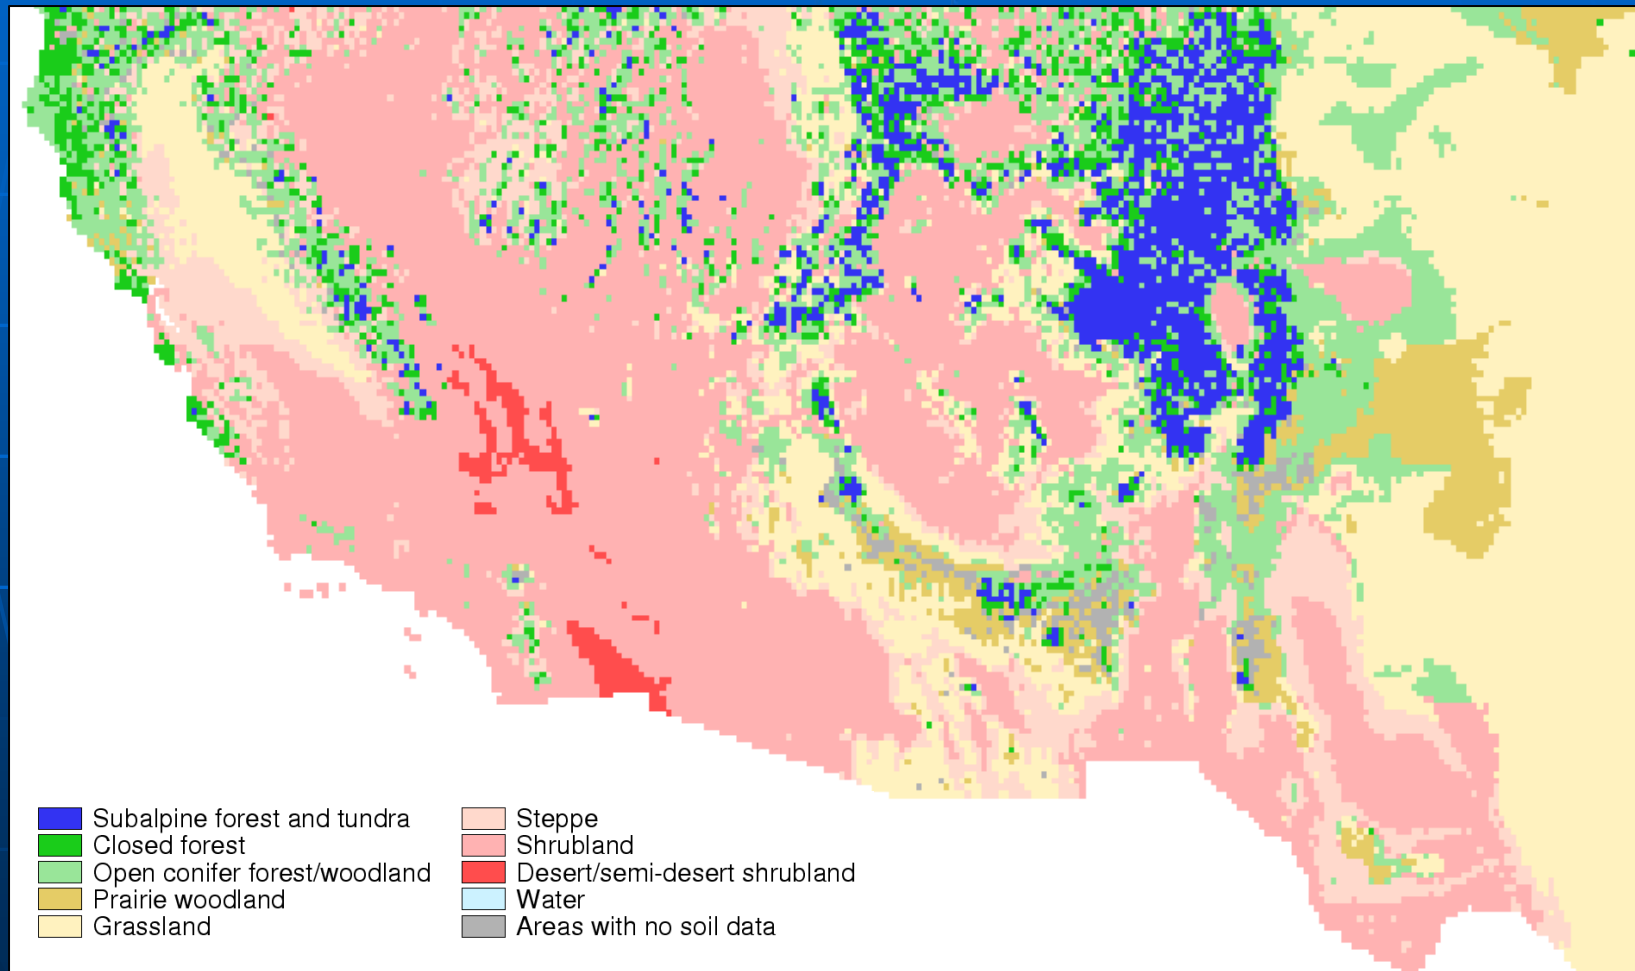 Subalpine forest and tundra
Closed forest
Open conifer forest/woodland
Prairie woodland
Grassland
Steppe
Shrubland
Desert/semi-desert shrubland
Water
Areas with no soil data